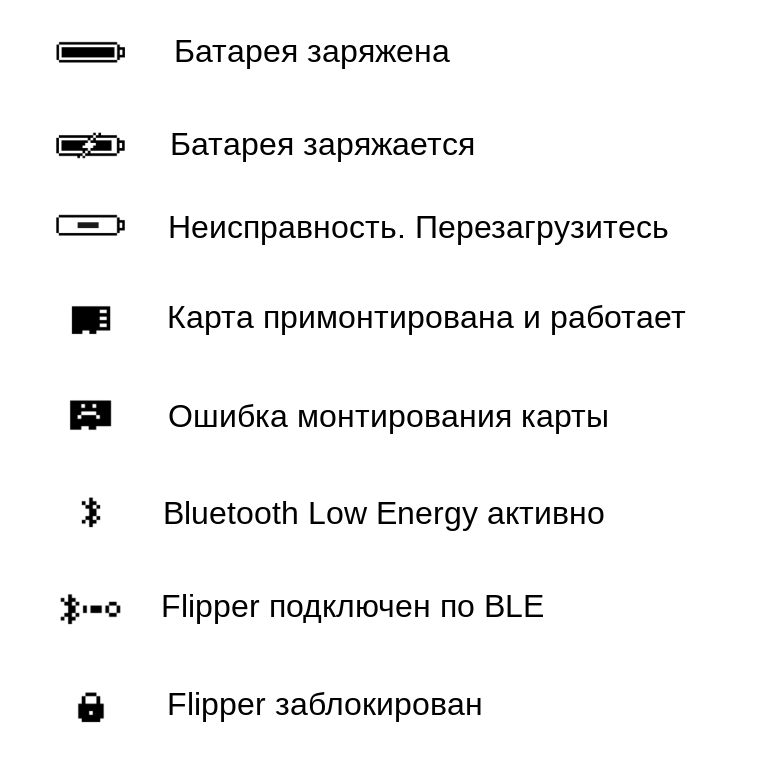 Батарея заряжена
Батарея заряжается
Неисправность. Перезагрузитесь
Карта примонтирована и работает
Ошибка монтирования карты
Bluetooth Low Energy активно
Flipper подключен по BLE
Flipper заблокирован